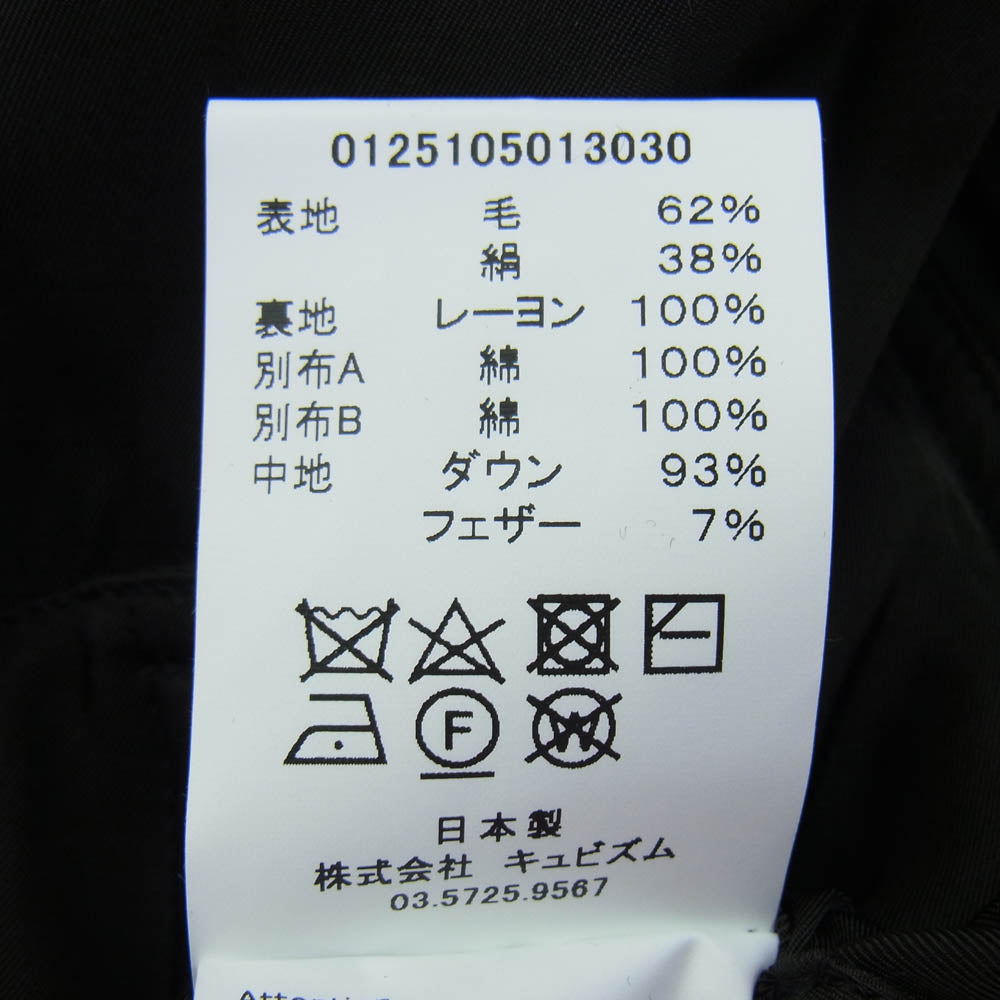 0125105013030
表地 毛 62%
絹 38%
裏地 レーヨン 100%
別布A 綿 100%
別布B 綿 100%
中地 ダウン 93%
フェザー 7%
F W
日本製
株式会社 キュビズム
03.5725.9567